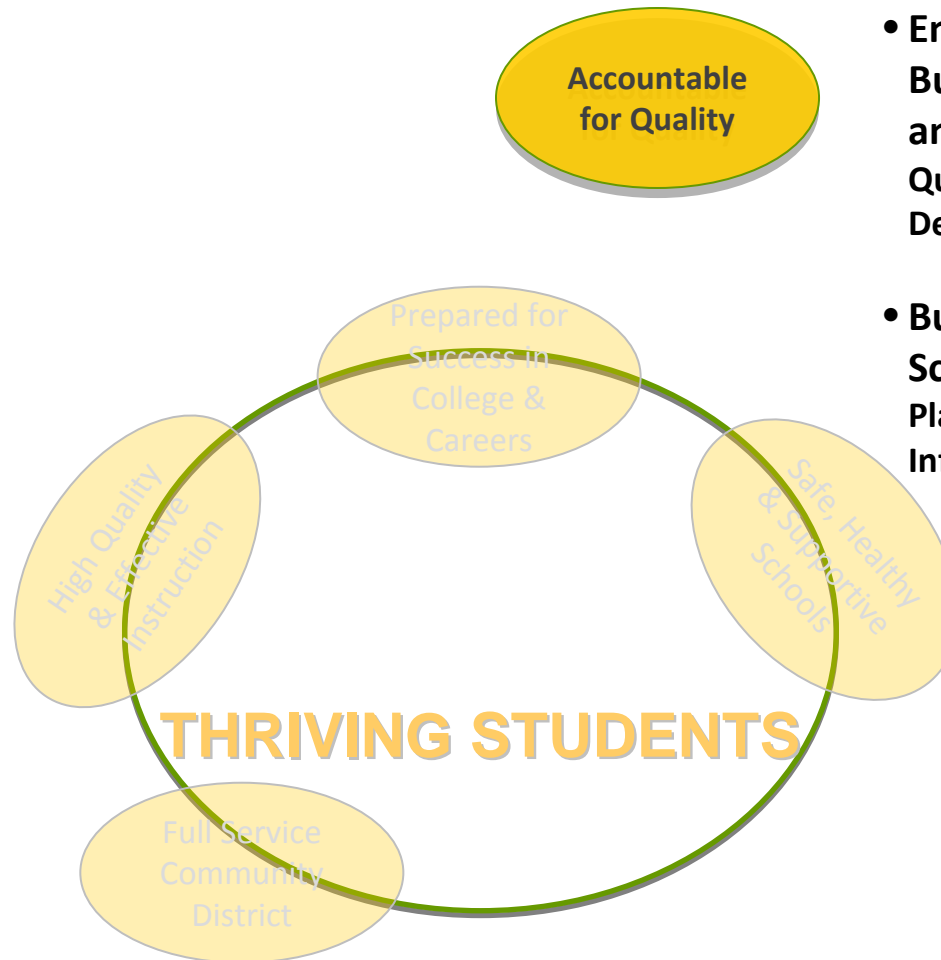 Accountable
for Quality
Prepared for
Success in
College &
Careers
High Quality
& Effective
Instruction
Safe, Healthy
& Supportive
Schools
THRIVING STUDENTS
Full Service
Community
District